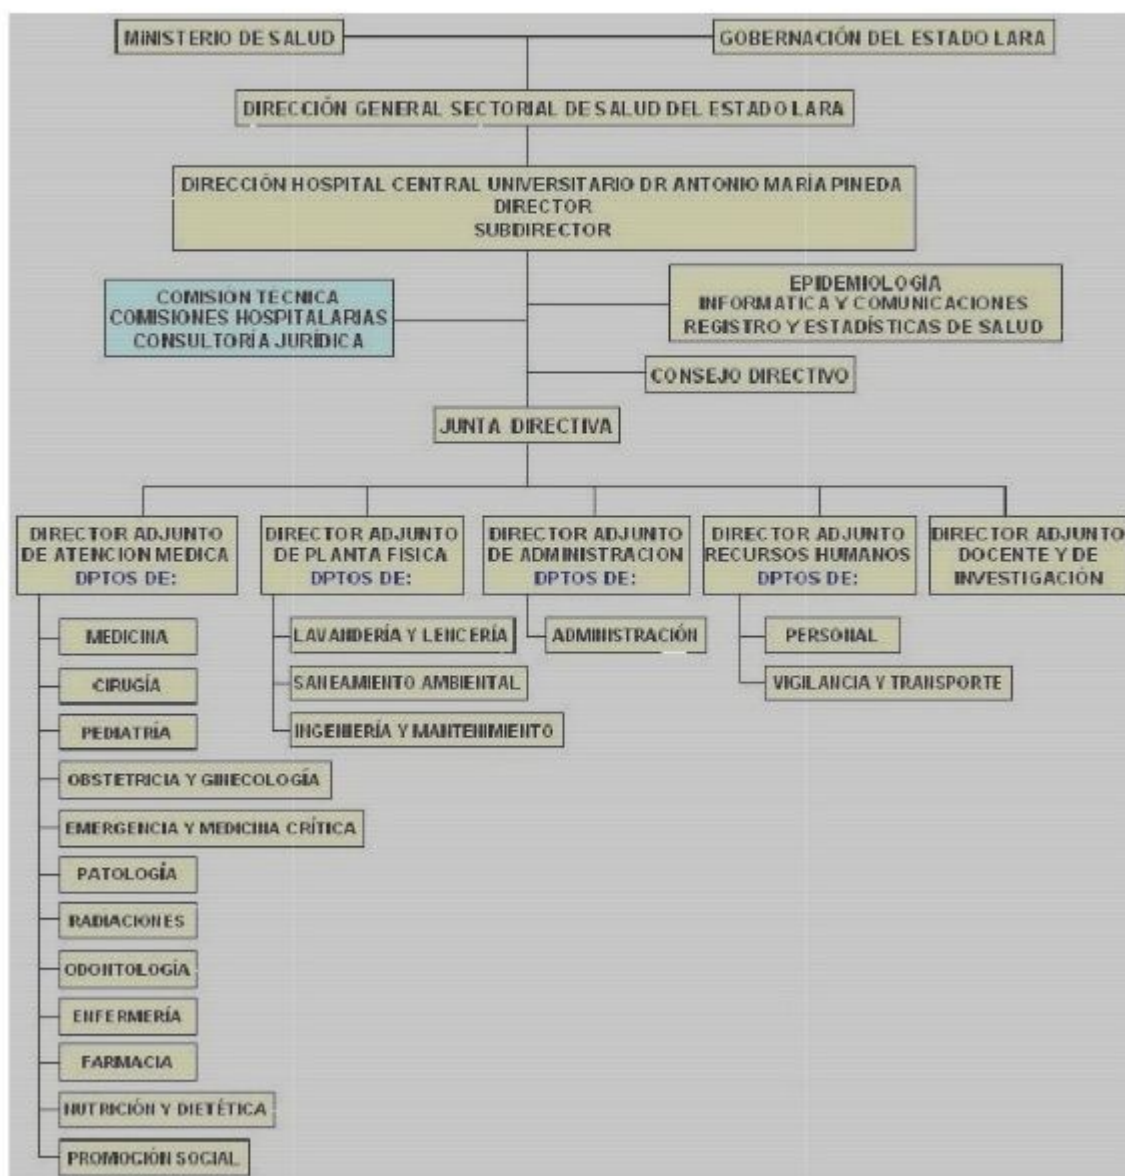 MINISTERIO DE SALUD
GOBERNACIÓN DEL ESTADO LARA
DIRECCIÓN GENERAL SECTORIAL DE SALUD DEL ESTADO LARA
DIRECCIÓN HOSPITAL CENTRAL UNIVERSITARIO DR ANTONIO MARÍA PINEDA
DIRECTOR
SUBDIRECTOR
COMISIÓN TÉCNICA
COMISIONES HOSPITALARIAS
CONSULTORÍA JURÍDICA
EPIDEMIOLOGÍA
INFORMATICA Y COMUNICACIONES
REGISTRO Y ESTADÍSTICAS DE SALUD
CONSEJO DIRECTIVO
JUNTA DIRECTIVA
DIRECTOR ADJUNTO
DE ATENCION MEDICA
DPTOS DE:
MEDICINA
CIRUGÍA
PEDIATRÍA
OBSTETRICIA Y GINECOLOGÍA
EMERGENCIA Y MEDICINA CRÍTICA
PATOLOGÍA
RADIACIONES
ODONTOLOGÍA
ENFERMERÍA
FARMACIA
NUTRICIÓN Y DIETÉTICA
PROMOCIÓN SOCIAL
DIRECTOR ADJUNTO
DE PLANTA FISICA
DPTOS DE:
LAVANDERÍA Y LENCERÍA
SANEAMIENTO AMBIENTAL
INGENIERÍA Y MANTENIMIENTO
DIRECTOR ADJUNTO
DE ADMINISTRACION
DPTOS DE:
ADMINISTRACIÓN
DIRECTOR ADJUNTO
RECURSOS HUMANOS
DPTOS DE:
PERSONAL
VIGILANCIA Y TRANSPORTE
DIRECTOR ADJUNTO
DOCENTE Y DE
INVESTIGACIÓN